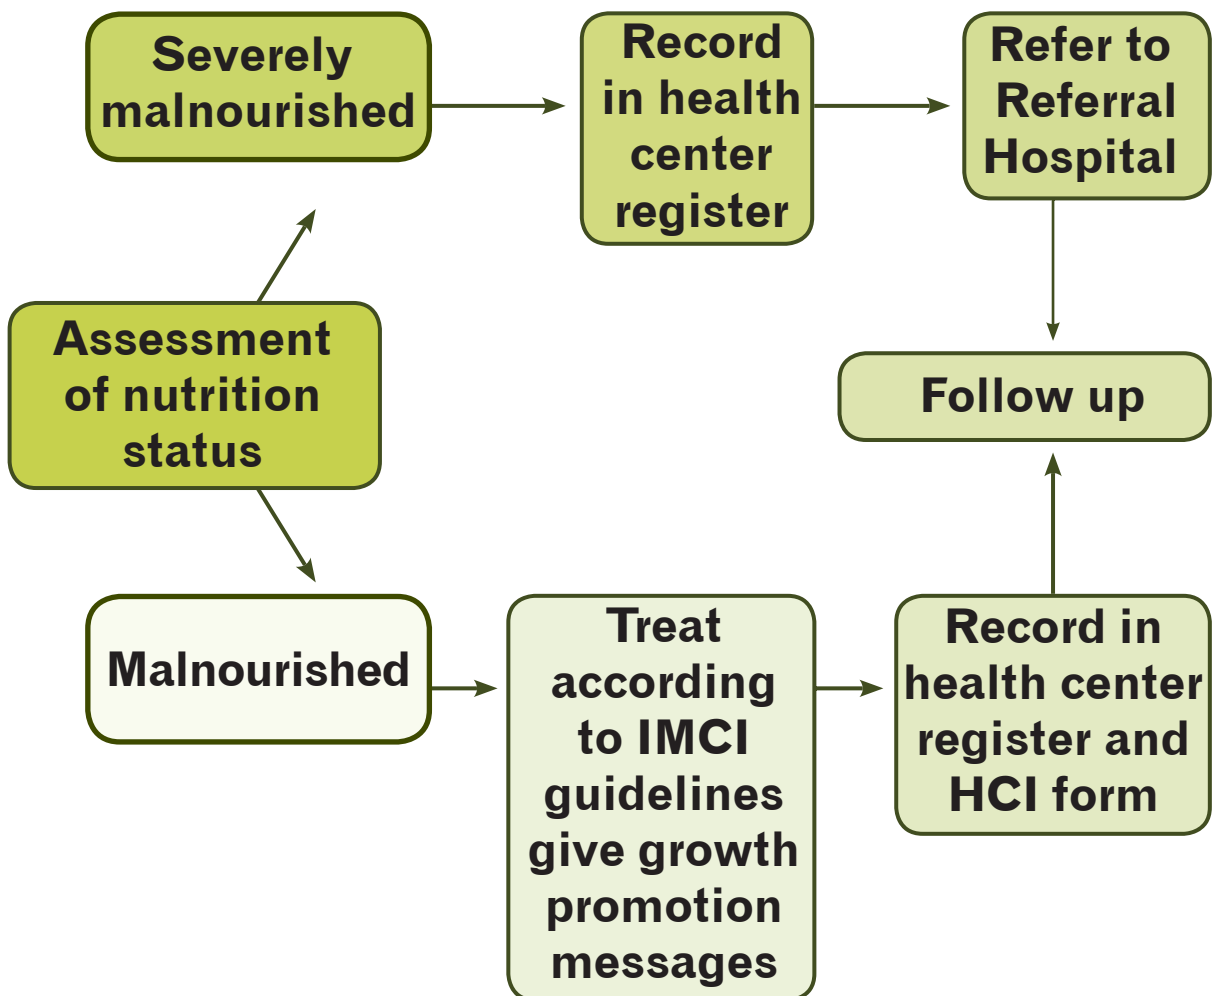 Severely
malnourished
Record
in health
center
register
Refer to
Referral
Hospital
Assessment
of nutrition
status
Follow up
Malnourished
Treat
according
to IMCI
guidelines
give growth
promotion
messages
Record in
health center
register and
HCI form